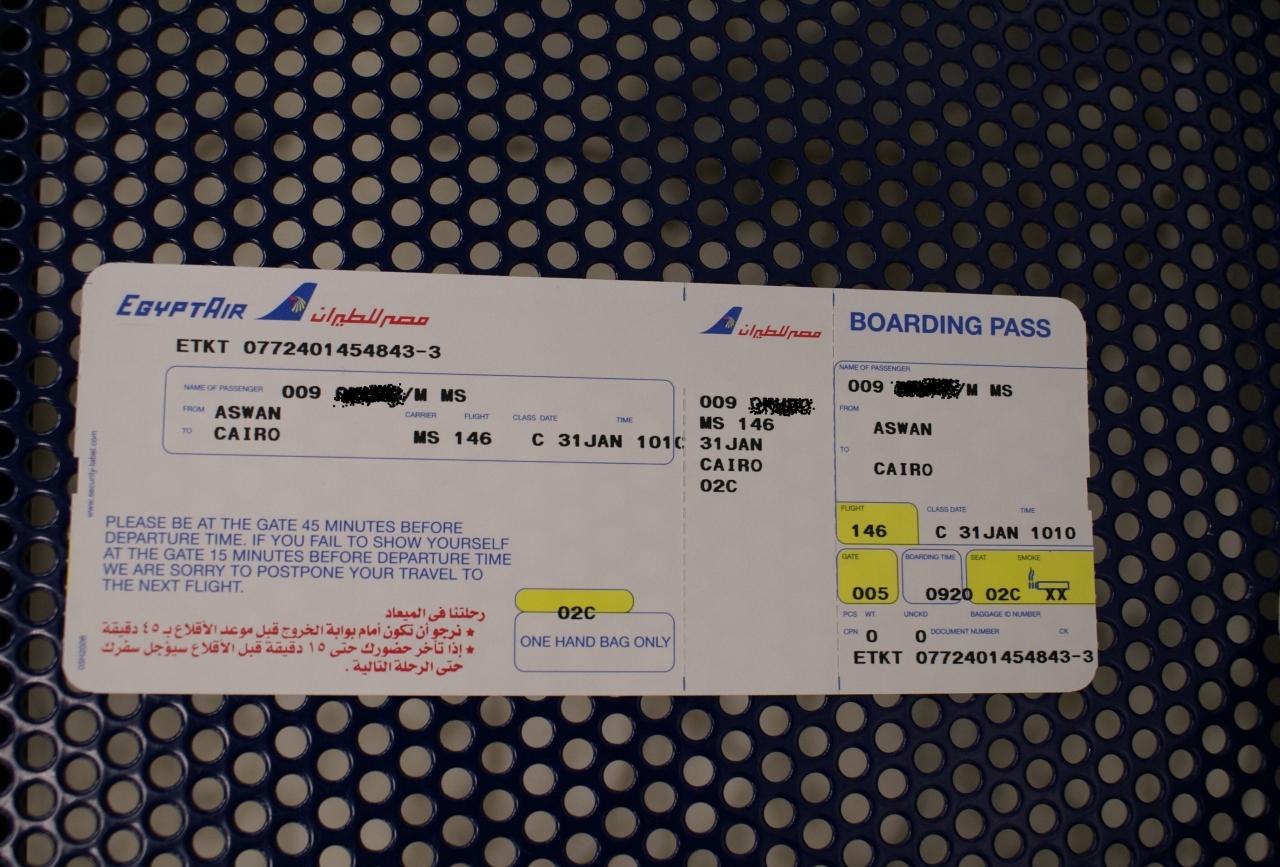 EGYPTAIR مصر للطيران
ETKT 0772401454843-3
NAME OF PASSENGER 009 /M MS
FROM ASWAN
TO CAIRO
CARRIER FLIGHT CLASS DATE TIME
MS 146 C 31JAN 1010
PLEASE BE AT THE GATE 45 MINUTES BEFORE
DEPARTURE TIME. IF YOU FAIL TO SHOW YOURSELF
AT THE GATE 15 MINUTES BEFORE DEPARTURE TIME
WE ARE SORRY TO POSTPONE YOUR TRAVEL TO
THE NEXT FLIGHT.
رحلتنا فى الميعاد
★ نرجو أن تكون أمام بوابة الخروج قبل موعد الأقلاع بـ ٤٥ دقيقة
★ إذا تأخر حضورك حتى ١٥ دقيقة قبل الأقلاع سيؤجل سفرك
حتى الرحلة التالية .
02C
ONE HAND BAG ONLY
www.security-label.com
مصر للطيران
009
MS 146
31JAN
CAIRO
02C
BOARDING PASS
NAME OF PASSENGER
009 /M MS
FROM
ASWAN
TO
CAIRO
FLIGHT CLASS DATE TIME
146 C 31JAN 1010
GATE BOARDING TIME SEAT SMOKE
005 0920 02C XX
PCS WT UNCKD BAGGAGE ID NUMBER
CPN 0 0 DOCUMENT NUMBER CK
ETKT 0772401454843-3